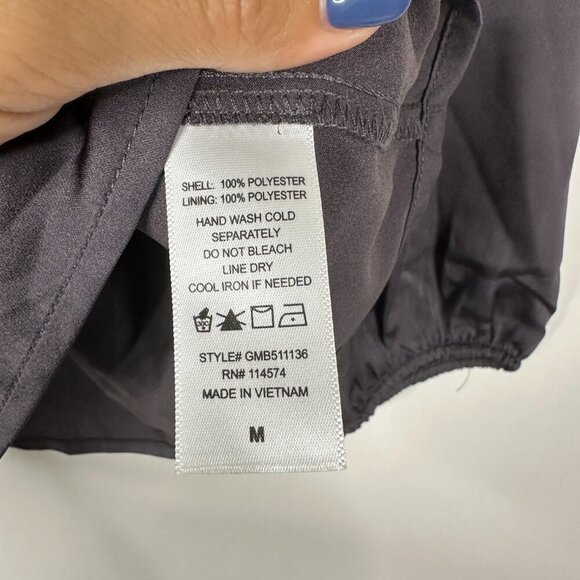 SHELL: 100% POLYESTER
LINING: 100% POLYESTER
HAND WASH COLD
SEPARATELY
DO NOT BLEACH
LINE DRY
COOL IRON IF NEEDED
STYLE# GMB511136
RN# 114574
MADE IN VIETNAM
M